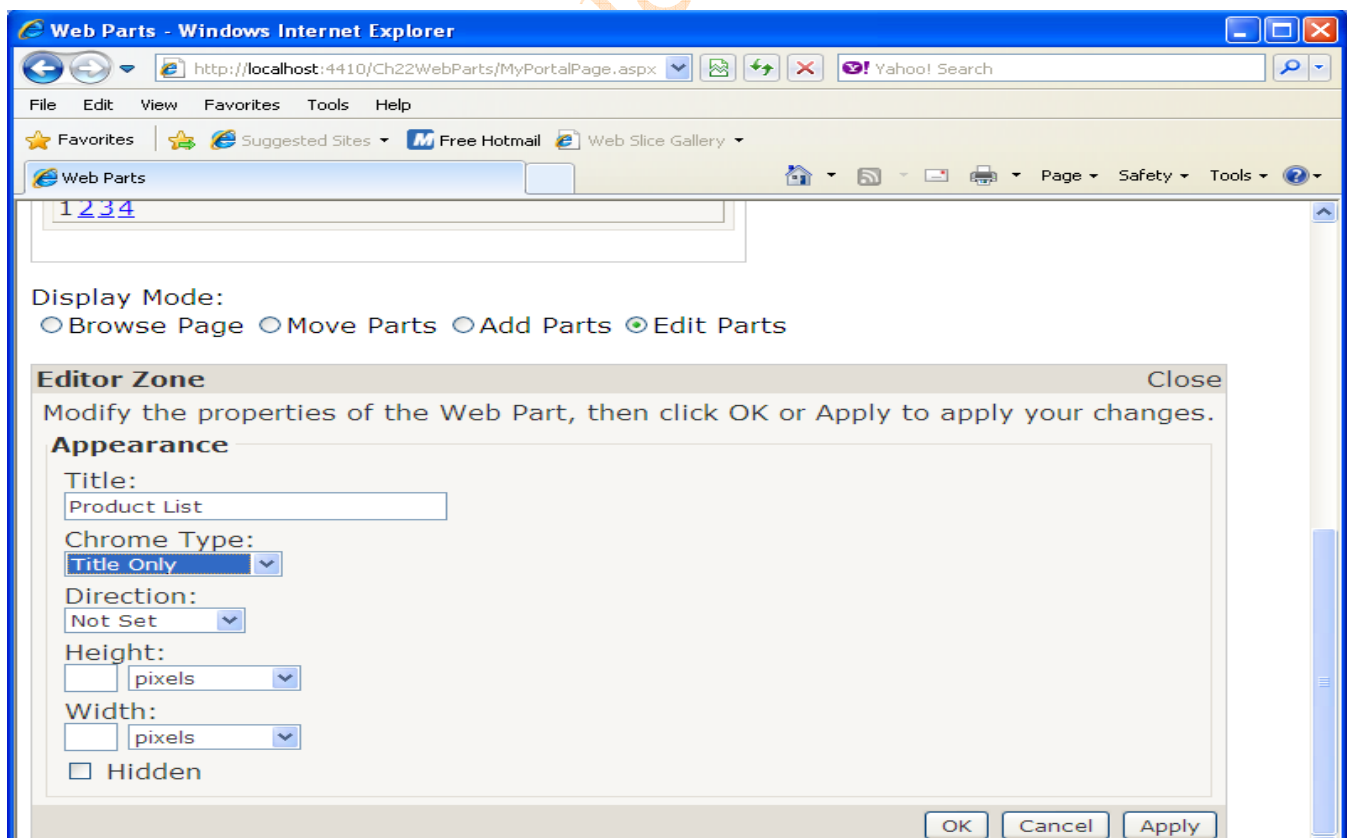 Web Parts - Windows Internet Explorer
http://localhost:4410/Ch22WebParts/MyPortalPage.aspx
Yahoo! Search
File Edit View Favorites Tools Help
Favorites Suggested Sites Free Hotmail Web Slice Gallery
Web Parts
Page Safety Tools
1 2 3 4
Display Mode:
Browse Page Move Parts Add Parts Edit Parts
Editor Zone Close
Modify the properties of the Web Part, then click OK or Apply to apply your changes.
Appearance
Title:
Product List
Chrome Type:
Title Only
Direction:
Not Set
Height:
pixels
Width:
pixels
Hidden
OK Cancel Apply